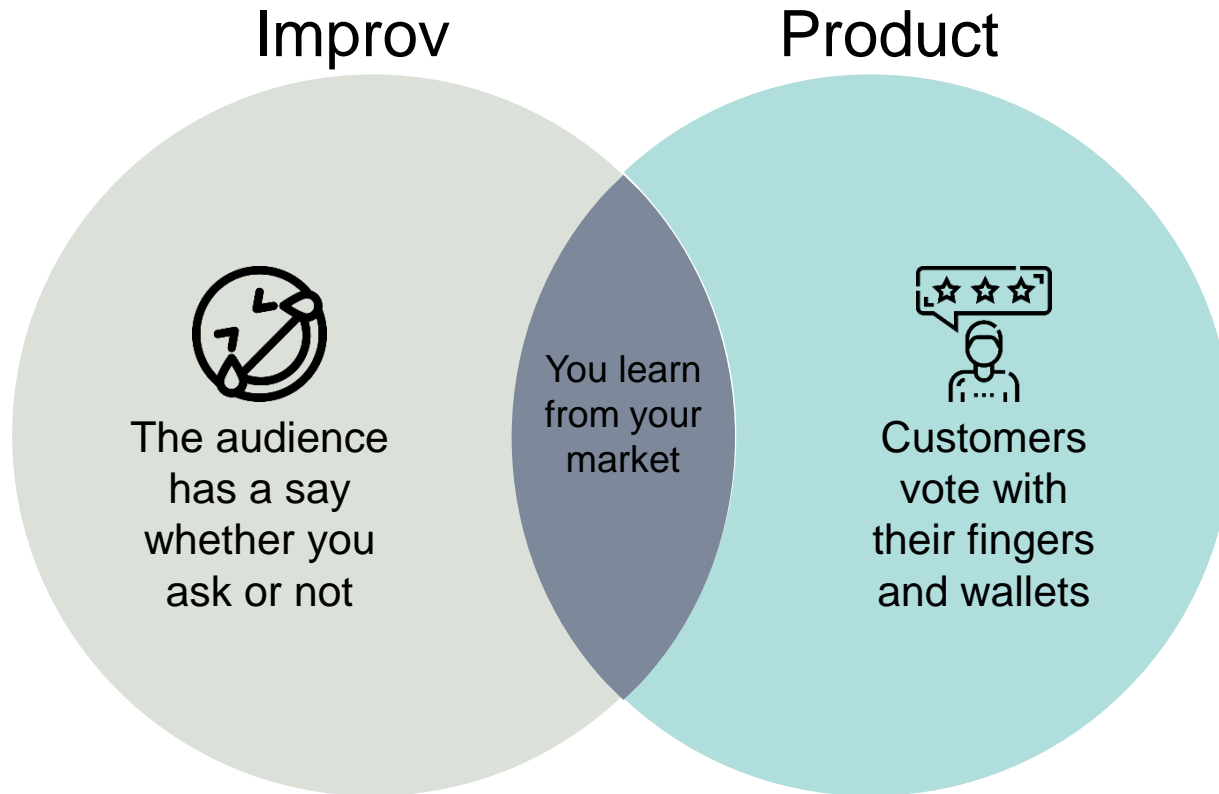 Improv
Product
The audience
has a say
whether you
ask or not
You learn
from your
market
Customers
vote with
their fingers
and wallets